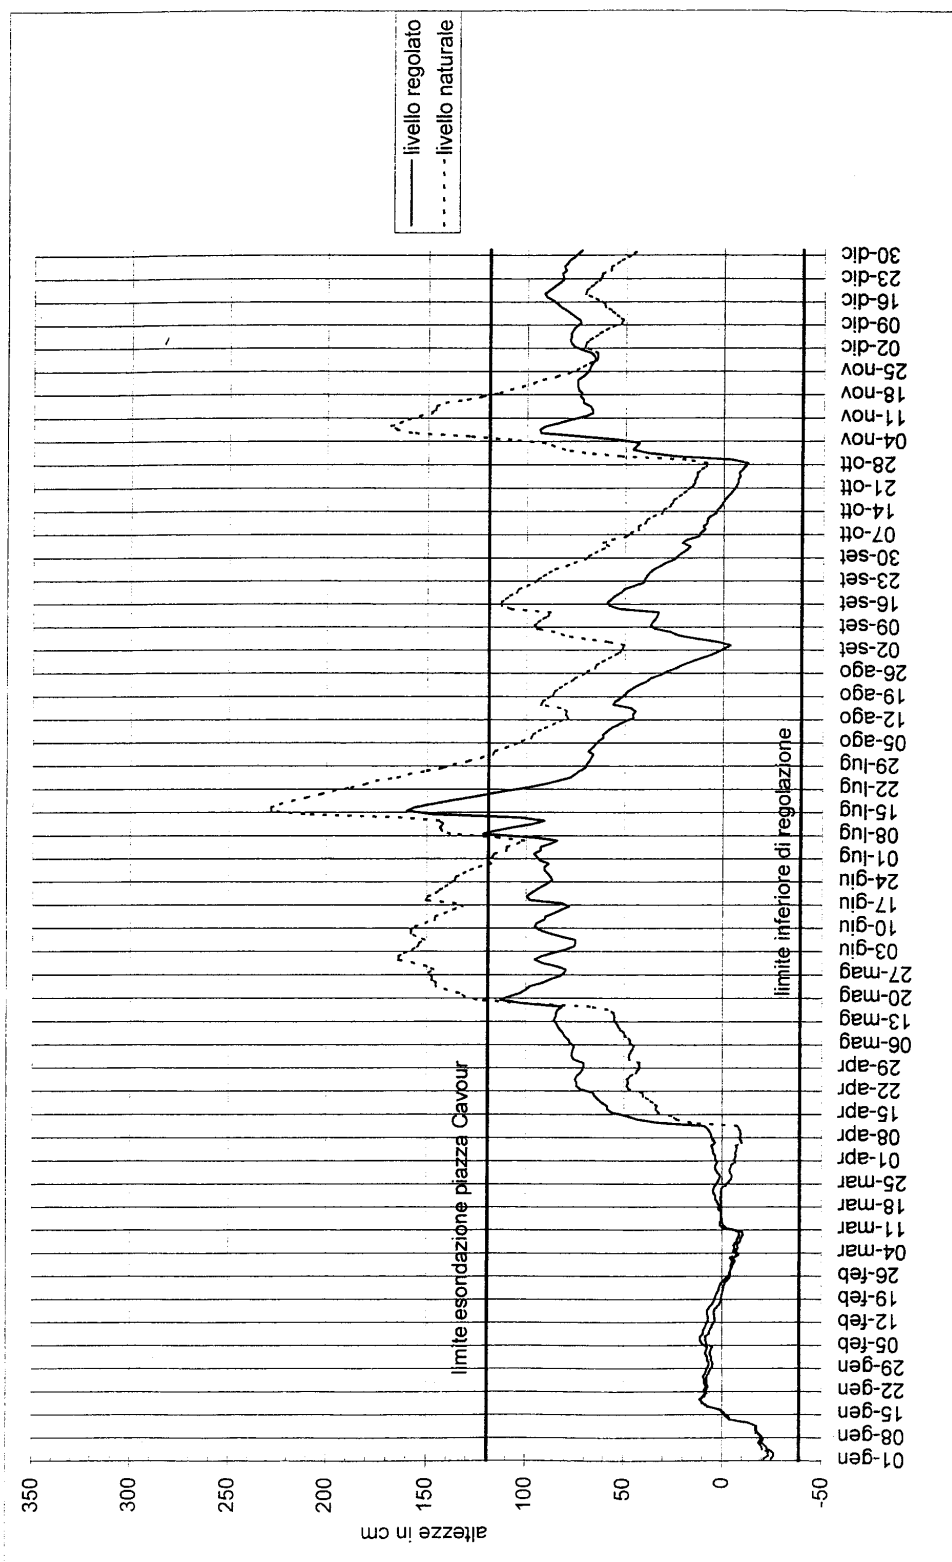 livello regolato
livello naturale
350
300
250
200
150
100
50
0
-50
altezze in cm
limite esondazione piazza Cavour
limite inferiore di regolazione
01-gen
08-gen
15-gen
22-gen
29-gen
05-feb
12-feb
19-feb
26-feb
04-mar
11-mar
18-mar
25-mar
01-apr
08-apr
15-apr
22-apr
29-apr
06-mag
13-mag
20-mag
27-mag
03-giu
10-giu
17-giu
24-giu
01-lug
08-lug
15-lug
22-lug
29-lug
05-ago
12-ago
19-ago
26-ago
02-set
09-set
16-set
23-set
30-set
07-ott
14-ott
21-ott
28-ott
04-nov
11-nov
18-nov
25-nov
02-dic
09-dic
16-dic
23-dic
30-dic